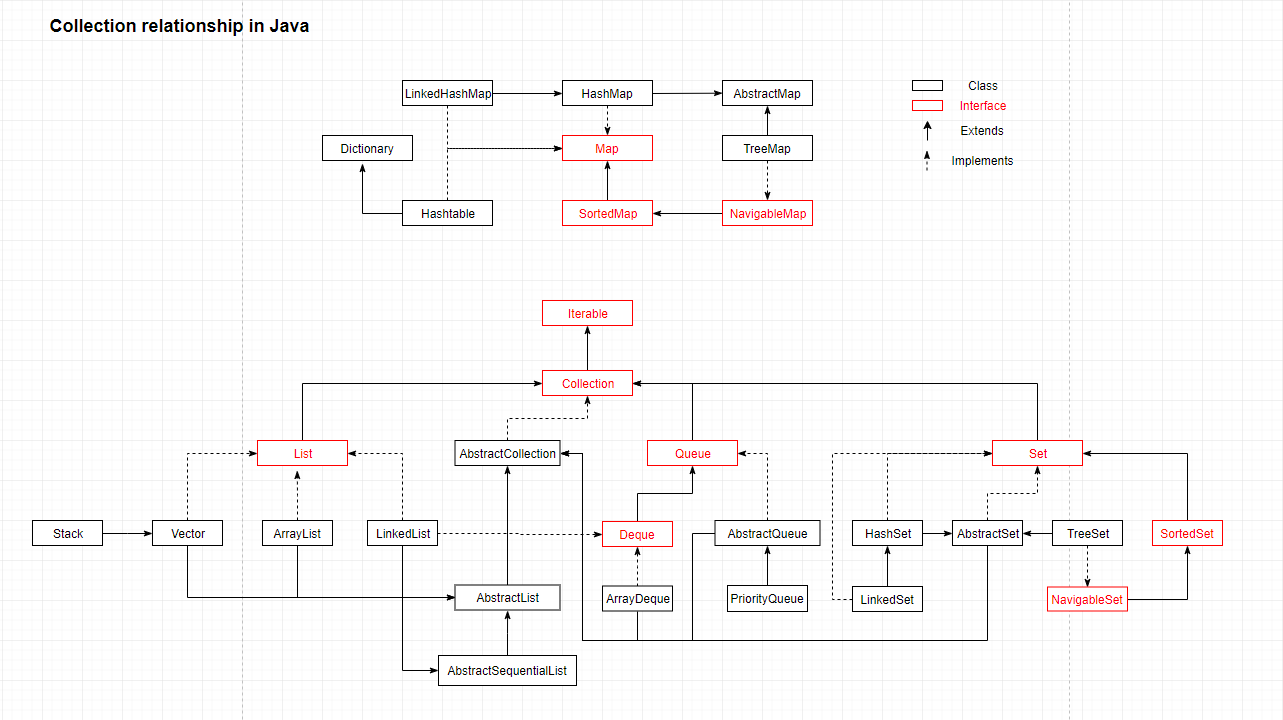 Collection relationship in Java
LinkedHashMap
HashMap
AbstractMap
Class
Interface
Extends
Implements
Dictionary
Map
TreeMap
Hashtable
SortedMap
NavigableMap
Iterable
Collection
List
AbstractCollection
Queue
Set
Stack
Vector
ArrayList
LinkedList
Deque
AbstractQueue
HashSet
AbstractSet
TreeSet
SortedSet
AbstractList
ArrayDeque
PriorityQueue
LinkedSet
NavigableSet
AbstractSequentialList